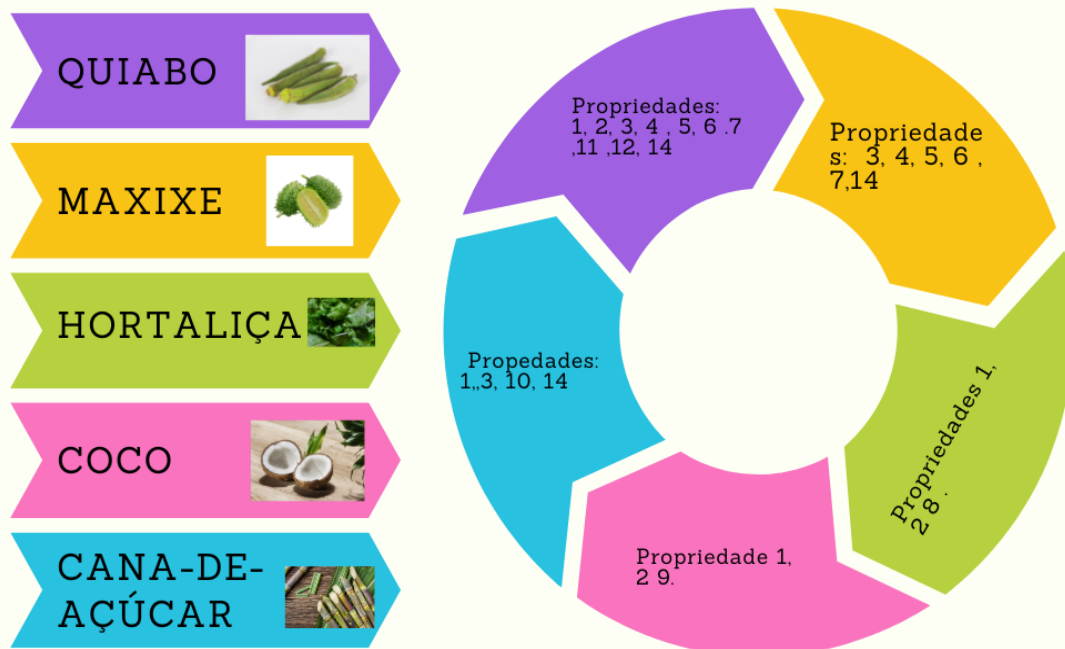 QUIABO
MAXIXE
HORTALIÇA
COCO
CANA-DE-
AÇÚCAR
Propriedades:
1, 2, 3, 4 , 5, 6 .7
,11 ,12, 14
Propriedade
s:  3, 4, 5, 6 ,
7,14
Propriedades 1,
2 8 .
Propriedade 1,
2 9.
Propedades:
1,,3, 10, 14